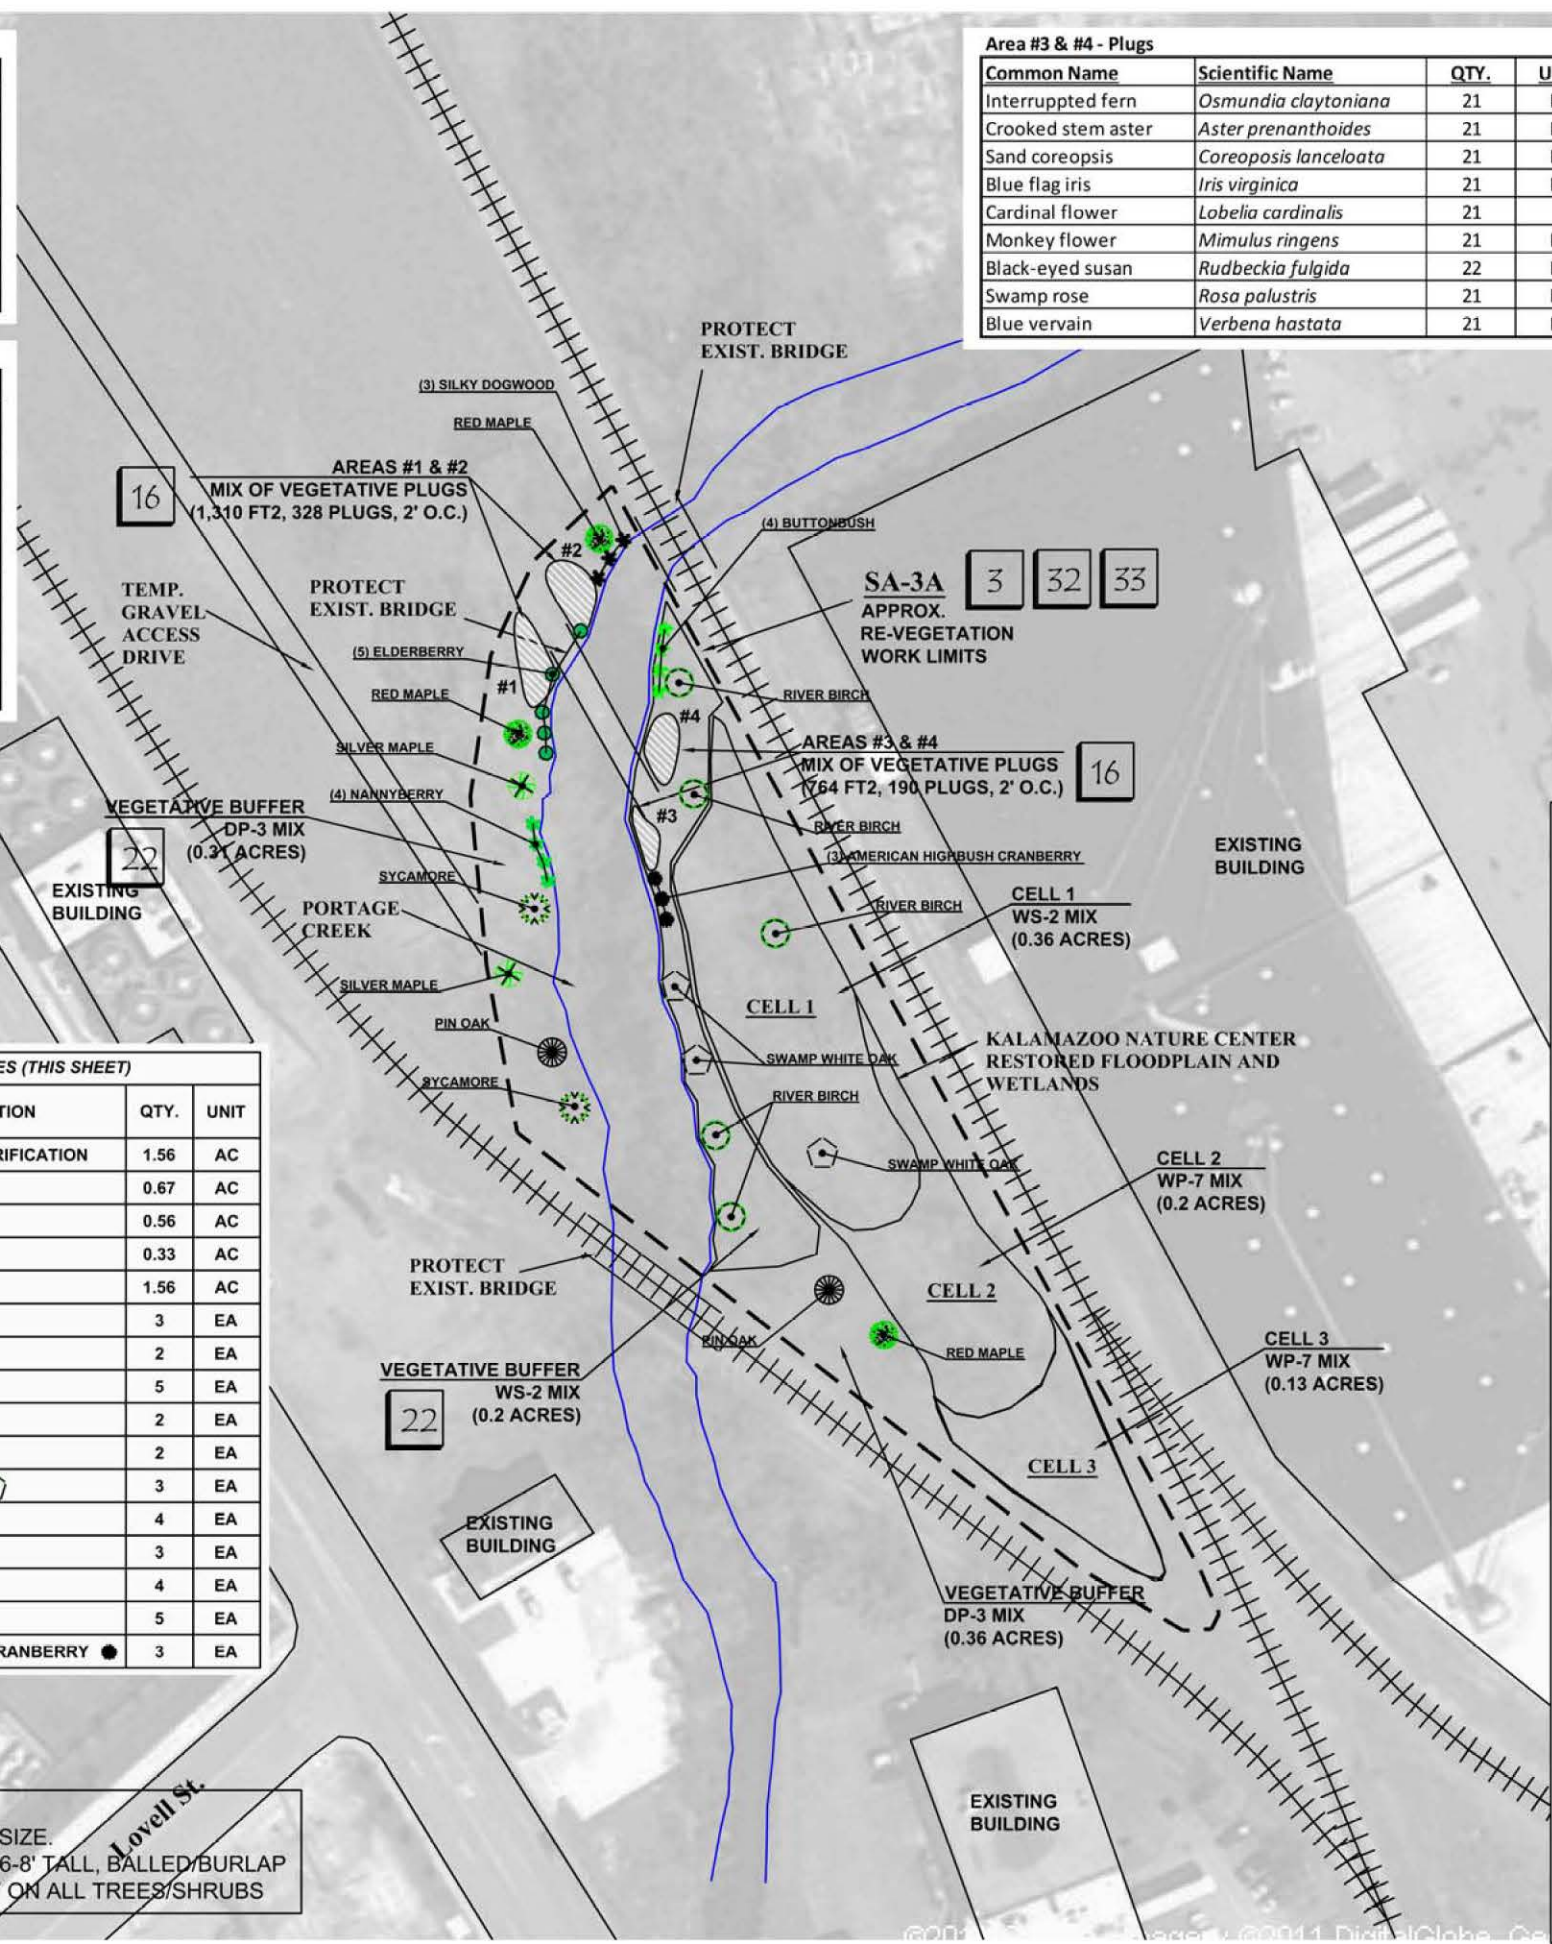 Area #3 & #4 - Plugs
Common Name Scientific Name QTY.
Interruppted fern Osmundia claytoniana 21
Crooked stem aster Aster prenanthoides 21
Sand coreopsis Coreoposis lanceloata 21
Blue flag iris Iris virginica 21
Cardinal flower Lobelia cardinalis 21
Monkey flower Mimulus ringens 21
Black-eyed susan Rudbeckia fulgida 22
Swamp rose Rosa palustris 21
Blue vervain Verbena hastata 21
PROTECT
EXIST. BRIDGE
(3) SILKY DOGWOOD
RED MAPLE
AREAS #1 & #2
MIX OF VEGETATIVE PLUGS
(1,310 FT2, 328 PLUGS, 2' O.C.)
16
(4) BUTTONBUSH
#2
SA-3A
3 32 33
APPROX.
RE-VEGETATION
WORK LIMITS
TEMP.
GRAVEL
ACCESS
DRIVE
PROTECT
EXIST. BRIDGE
(5) ELDERBERRY
#1
RED MAPLE
RIVER BIRCH
#4
SILVER MAPLE
AREAS #3 & #4
MIX OF VEGETATIVE PLUGS
(764 FT2, 190 PLUGS, 2' O.C.)
16
(4) NANNYBERRY
VEGETATIVE BUFFER
DP-3 MIX
(0.31 ACRES)
22
#3
RIVER BIRCH
(3) AMERICAN HIGHBUSH CRANBERRY
EXISTING
BUILDING
EXISTING
BUILDING
SYCAMORE
RIVER BIRCH
CELL 1
WS-2 MIX
(0.36 ACRES)
PORTAGE
CREEK
SILVER MAPLE
CELL 1
PIN OAK
SWAMP WHITE OAK
KALAMAZOO NATURE CENTER
RESTORED FLOODPLAIN AND
WETLANDS
SYCAMORE
RIVER BIRCH
SWAMP WHITE OAK
CELL 2
WP-7 MIX
(0.2 ACRES)
(THIS SHEET)
QTY. UNIT
1.56 AC
0.67 AC
0.56 AC
0.33 AC
1.56 AC
3 EA
2 EA
5 EA
2 EA
2 EA
3 EA
4 EA
3 EA
4 EA
5 EA
3 EA
PROTECT
EXIST. BRIDGE
CELL 2
PIN OAK
RED MAPLE
CELL 3
WP-7 MIX
(0.13 ACRES)
VEGETATIVE BUFFER
WS-2 MIX
(0.2 ACRES)
22
CELL 3
EXISTING
BUILDING
VEGETATIVE BUFFER
DP-3 MIX
(0.36 ACRES)
EXISTING
BUILDING
Lovell St.
SIZE.
6-8' TALL, BALLED/BURLAP
ON ALL TREES/SHRUBS
©2011 DigitalGlobe